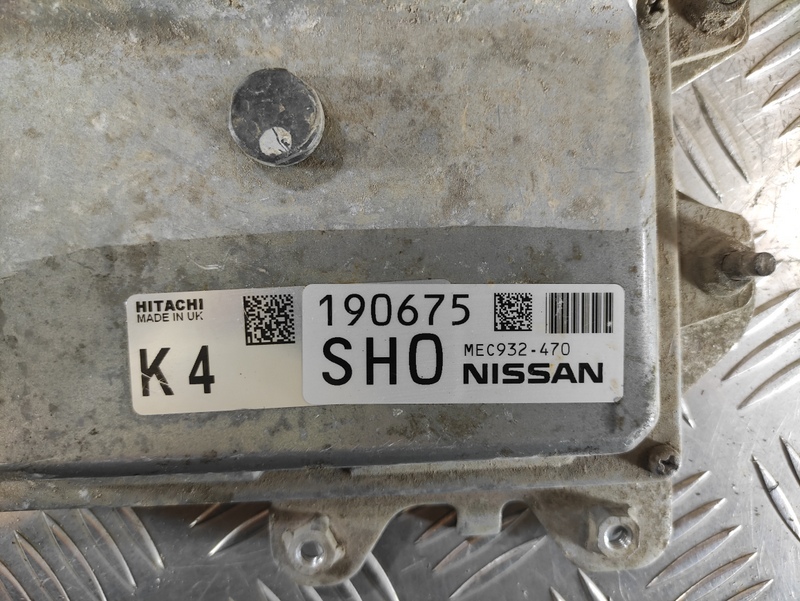 HITACHI
MADE IN UK
K4
190675
SH0
MEC932-470
NISSAN